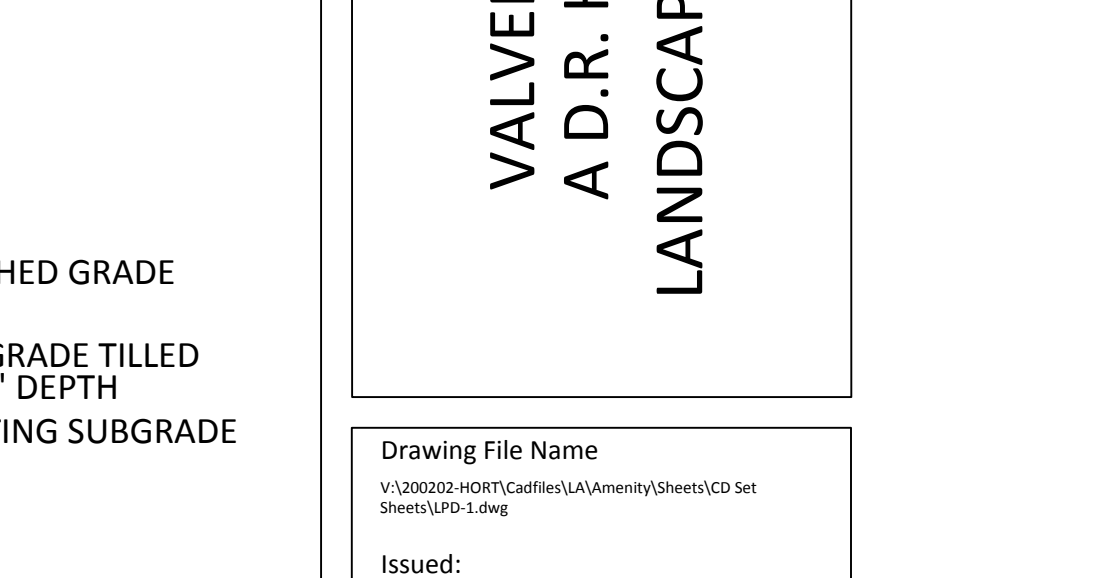 VALVE
A D.R.
LANDSCAP
HED GRADE
GRADE TILLED
" DEPTH
TING SUBGRADE
Drawing File Name
V:\200202-HORT\Cadfiles\LA\Amenity\Sheets\CD Set
Sheets\LPD-1.dwg
Issued: